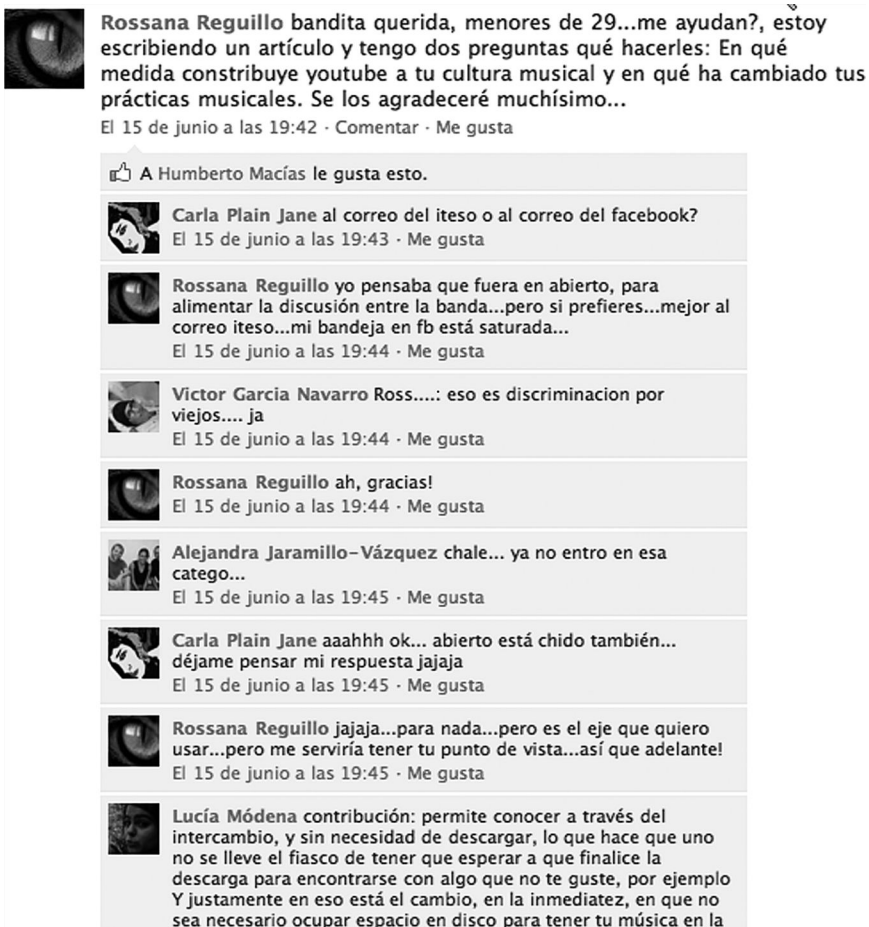 Rossana Reguillo bandita querida, menores de 29...me ayudan?, estoy
escribiendo un artículo y tengo dos preguntas qué hacerles: En qué
medida constribuye youtube a tu cultura musical y en qué ha cambiado tus
prácticas musicales. Se los agradeceré muchísimo...
El 15 de junio a las 19:42 · Comentar · Me gusta
A Humberto Macías le gusta esto.
Carla Plain Jane al correo del iteso o al correo del facebook?
El 15 de junio a las 19:43 · Me gusta
Rossana Reguillo yo pensaba que fuera en abierto, para
alimentar la discusión entre la banda...pero si prefieres...mejor al
correo iteso...mi bandeja en fb está saturada...
El 15 de junio a las 19:44 · Me gusta
Victor Garcia Navarro Ross....: eso es discriminacion por
viejos.... ja
El 15 de junio a las 19:44 · Me gusta
Rossana Reguillo ah, gracias!
El 15 de junio a las 19:44 · Me gusta
Alejandra Jaramillo-Vázquez chale... ya no entro en esa
catego...
El 15 de junio a las 19:45 · Me gusta
Carla Plain Jane aaahhh ok... abierto está chido también...
déjame pensar mi respuesta jajaja
El 15 de junio a las 19:45 · Me gusta
Rossana Reguillo jajaja...para nada...pero es el eje que quiero
usar...pero me serviría tener tu punto de vista...así que adelante!
El 15 de junio a las 19:45 · Me gusta
Lucía Módena contribución: permite conocer a través del
intercambio, y sin necesidad de descargar, lo que hace que uno
no se lleve el fiasco de tener que esperar a que finalice la
descarga para encontrarse con algo que no te guste, por ejemplo
Y justamente en eso está el cambio, en la inmediatez, en que no
sea necesario ocupar espacio en disco para tener tu música en la